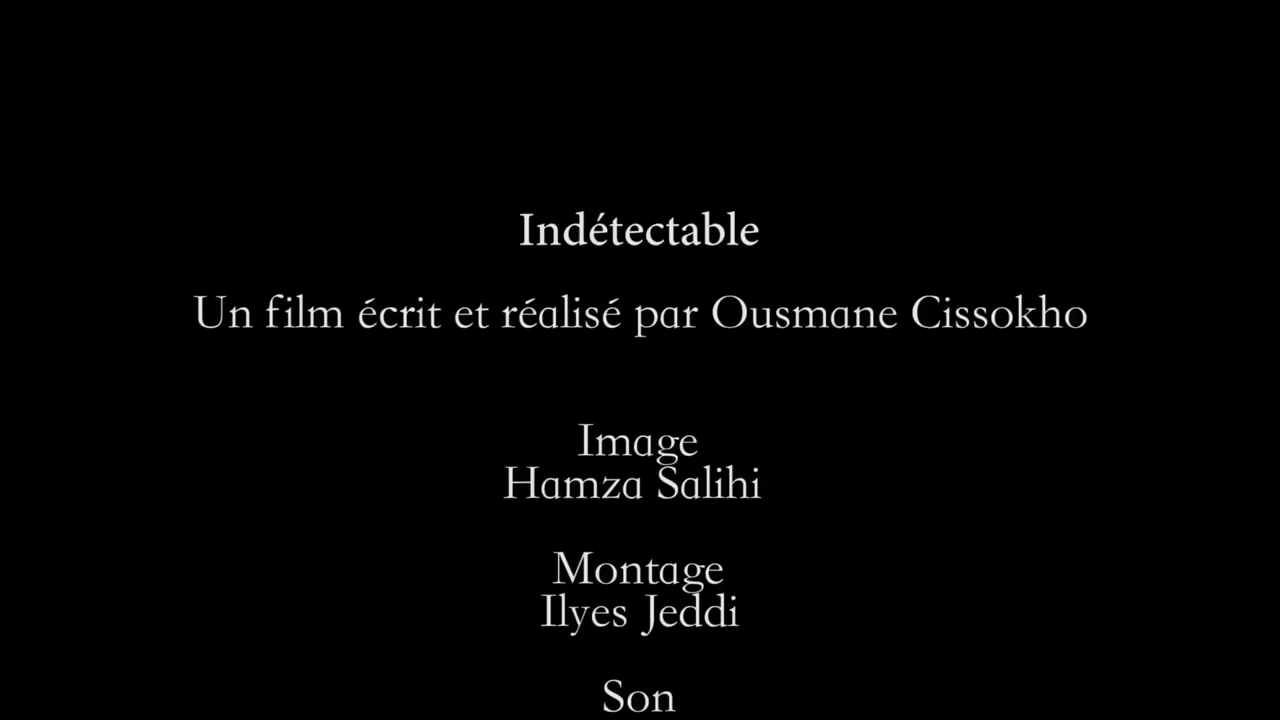 Indétectable
Un film écrit et réalisé par Ousmane Cissokho
Image
Hamza Salihi
Montage
Ilyes Jeddi
Son